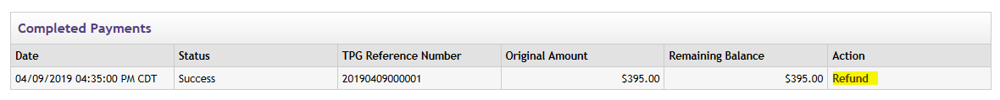 Completed Payments
Date Status TPG Reference Number Original Amount Remaining Balance Action
04/09/2019 04:35:00 PM CDT Success 20190409000001 $395.00 $395.00 Refund